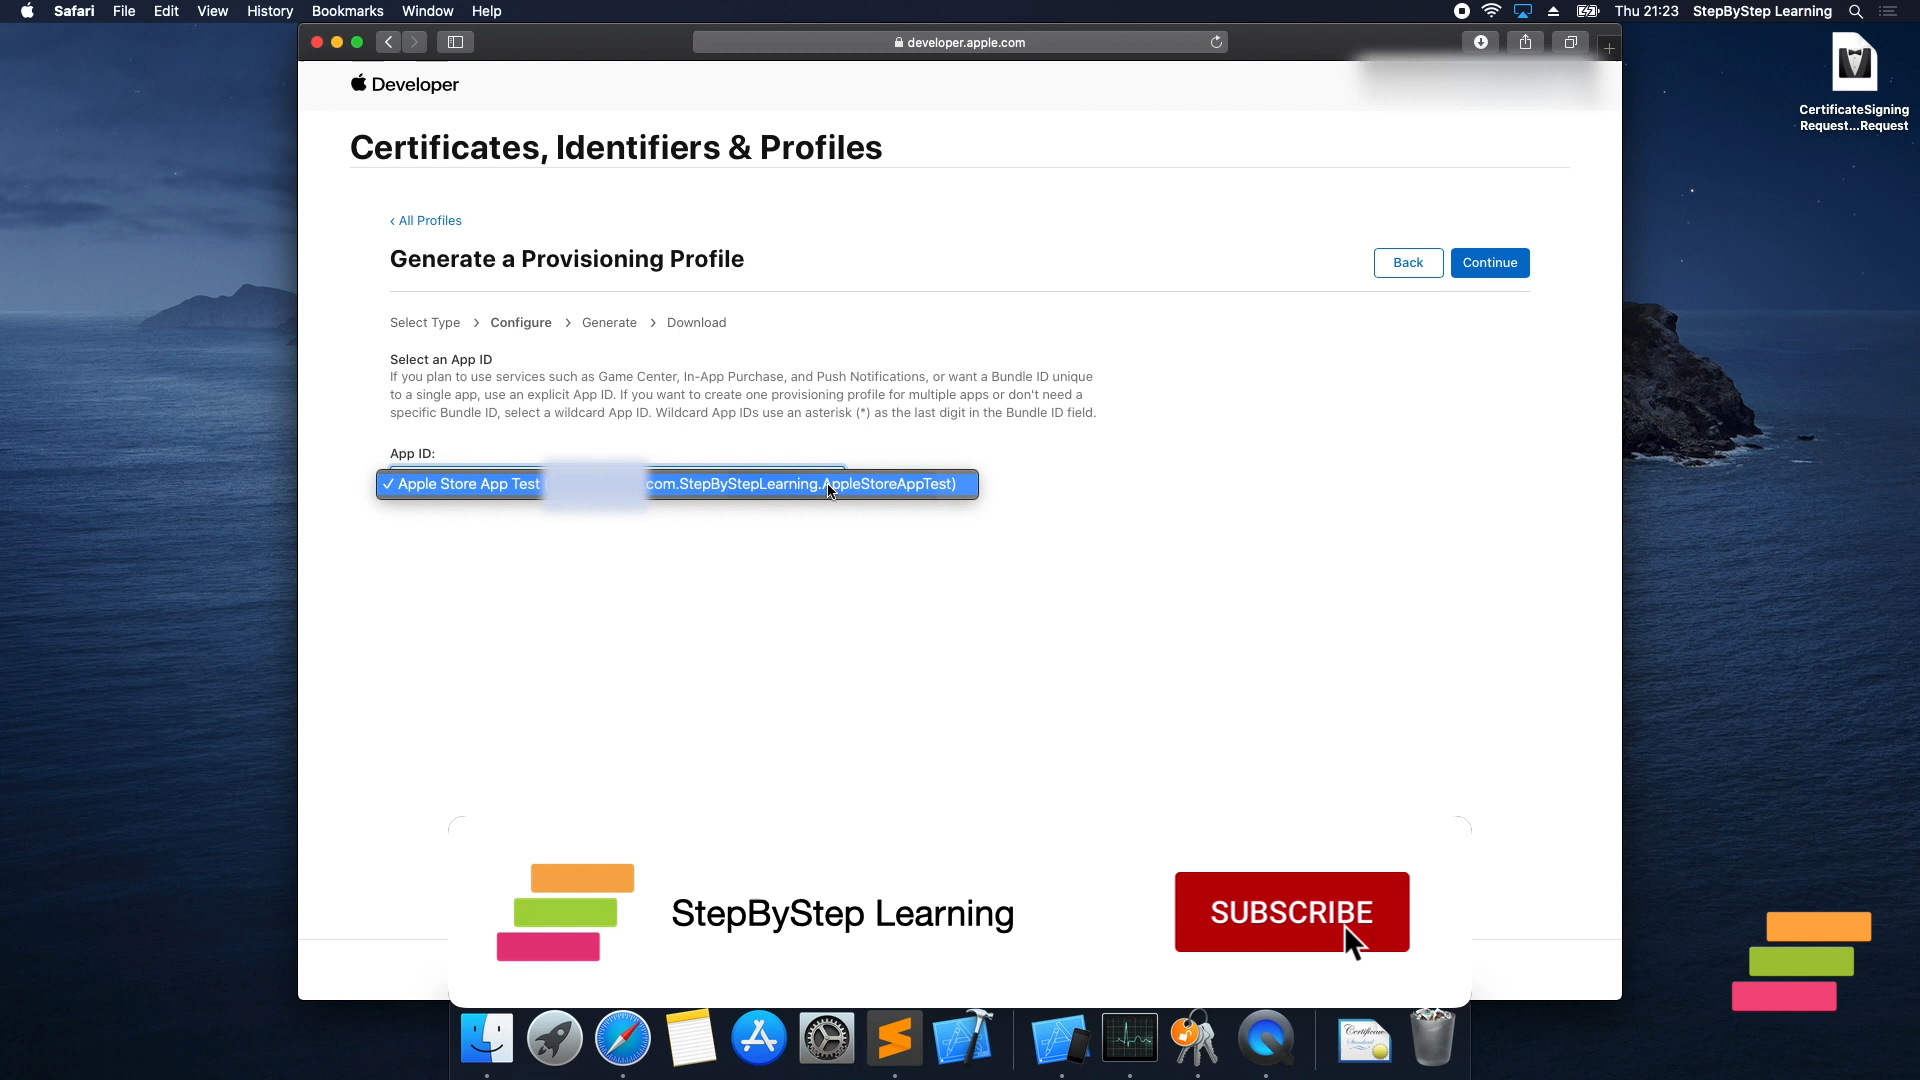 Safari File Edit View History Bookmarks Window Help
Thu 21:23 StepByStep Learning
developer.apple.com
CertificateSigning
Request...Request
Developer
Certificates, Identifiers & Profiles
‹ All Profiles
Generate a Provisioning Profile
Back Continue
Select Type > Configure > Generate > Download
Select an App ID
If you plan to use services such as Game Center, In-App Purchase, and Push Notifications, or want a Bundle ID unique
to a single app, use an explicit App ID. If you want to create one provisioning profile for multiple apps or don't need a
specific Bundle ID, select a wildcard App ID. Wildcard App IDs use an asterisk (*) as the last digit in the Bundle ID field.
App ID:
✓ Apple Store App Test .com.StepByStepLearning.AppleStoreAppTest)
StepByStep Learning
SUBSCRIBE
Certificate
Standard